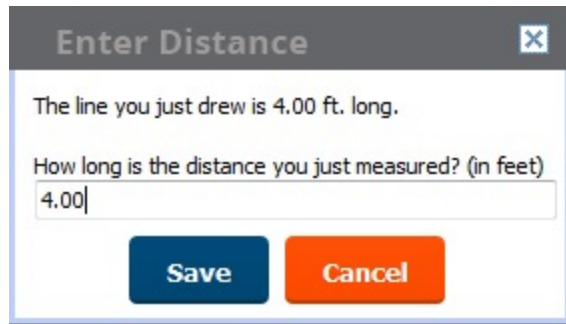 Enter Distance
The line you just drew is 4.00 ft. long.
How long is the distance you just measured? (in feet)
4.00
Save
Cancel